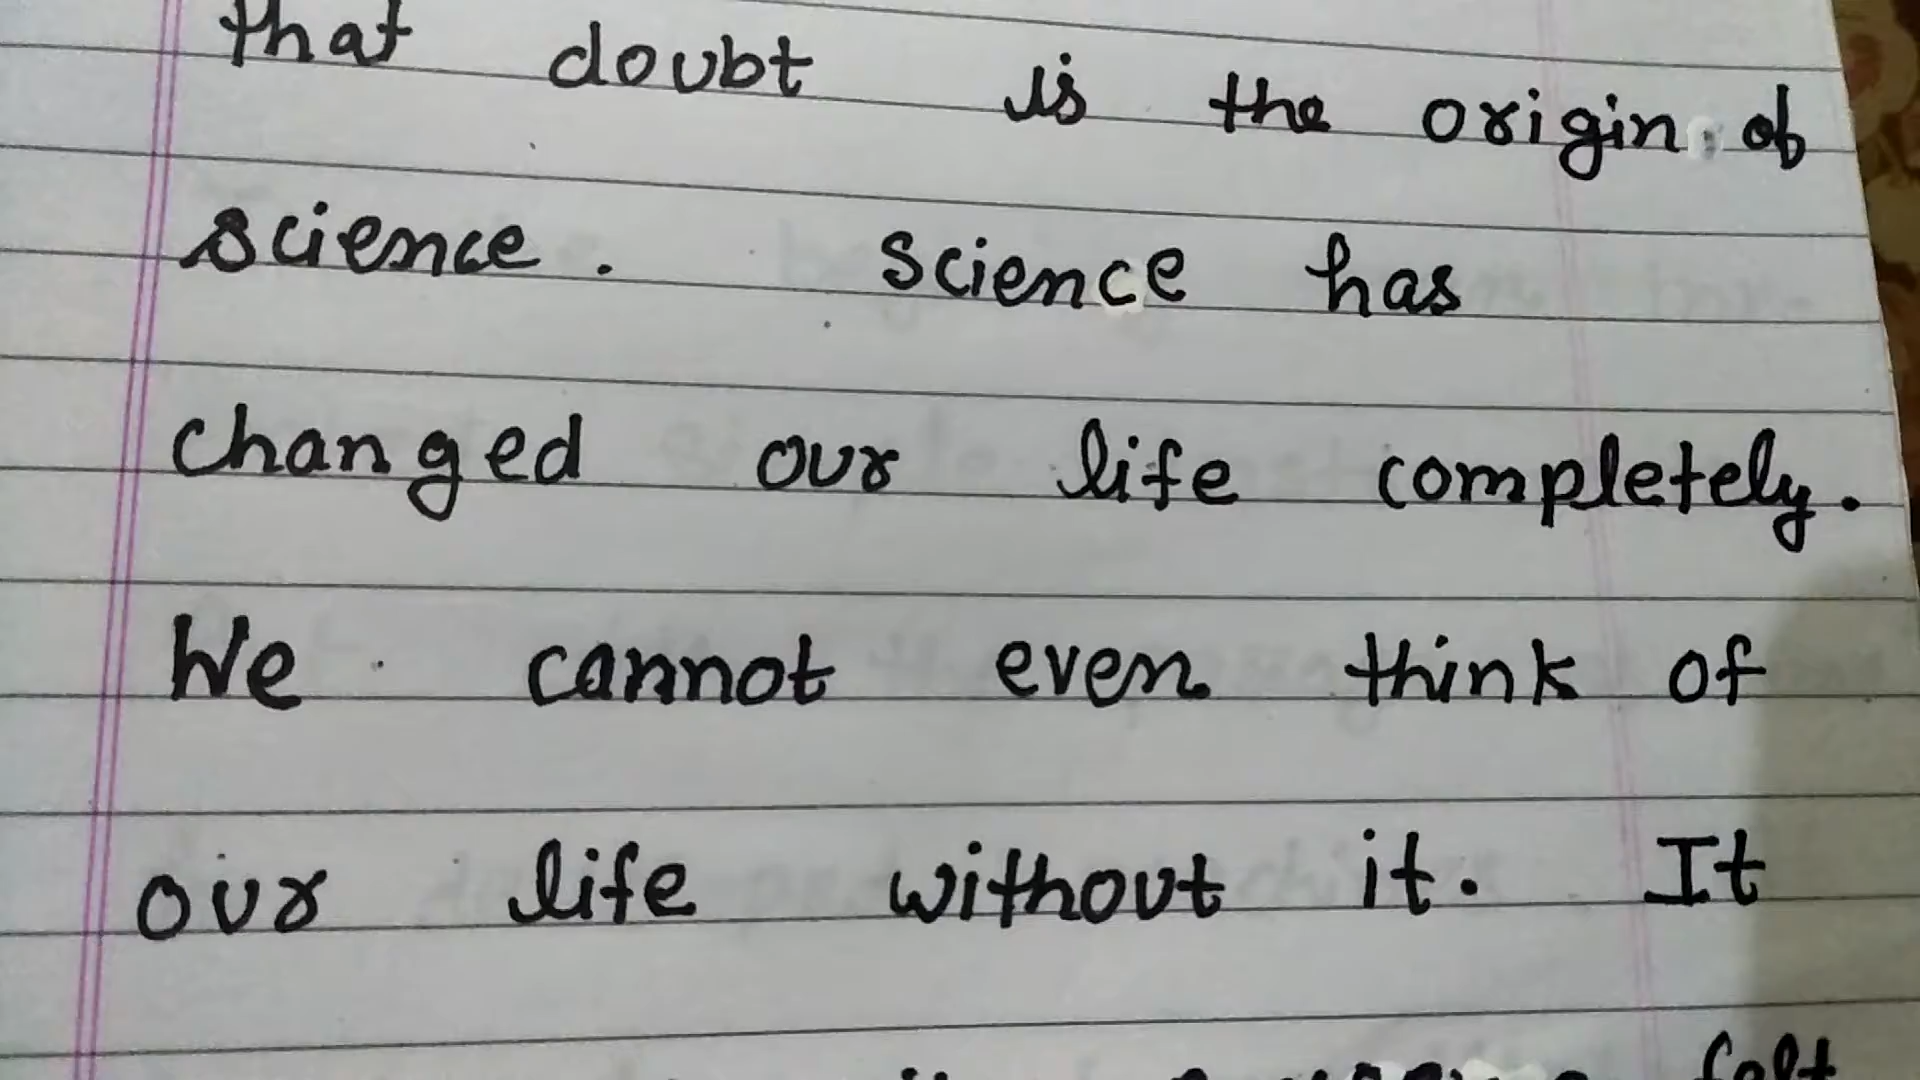 that doubt is the origin of
science. Science has
changed our life completely.
We cannot even think of
our life without it. It
felt